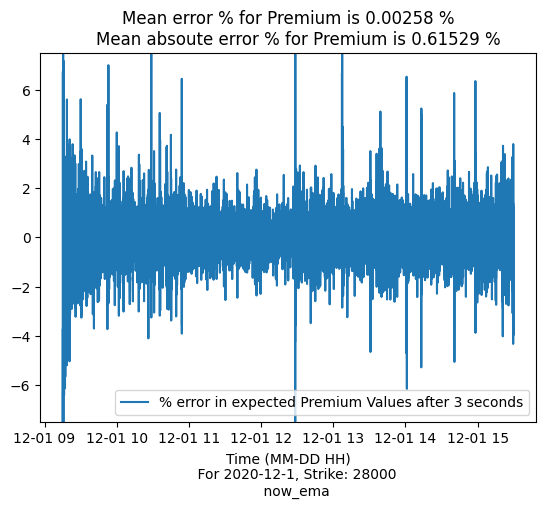 Mean error % for Premium is 0.00258 %
Mean absoute error % for Premium is 0.61529 %
6
4
2
0
−2
−4
−6
% error in expected Premium Values after 3 seconds
12-01 09 12-01 10 12-01 11 12-01 12 12-01 13 12-01 14 12-01 15
Time (MM-DD HH)
For 2020-12-1, Strike: 28000
now_ema